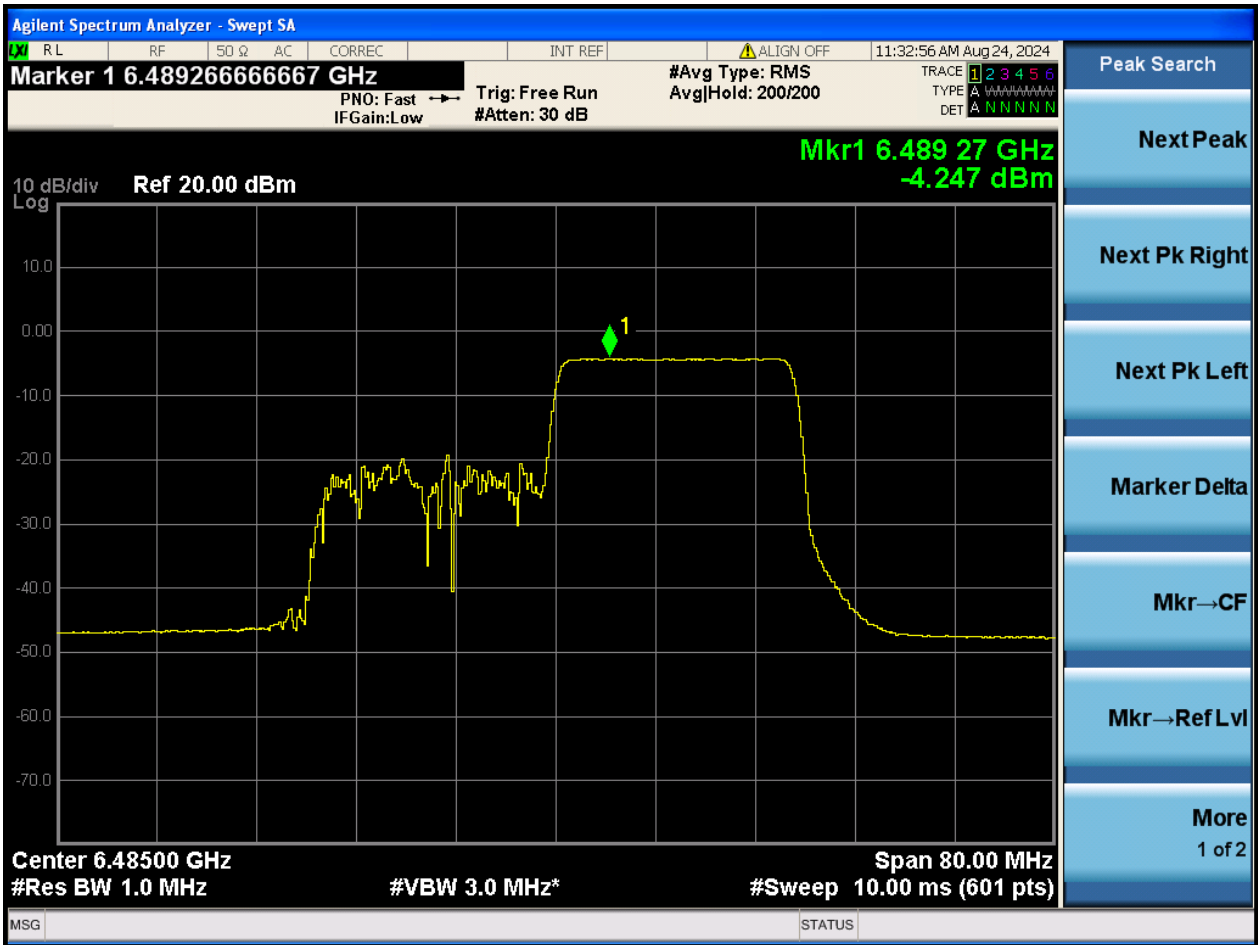 Agilent Spectrum Analyzer - Swept SA
LXI RL RF 50 Ω AC CORREC INT REF ALIGN OFF 11:32:56 AM Aug 24, 2024
Marker 1 6.489266666667 GHz
PNO: Fast
IFGain:Low
Trig: Free Run
#Atten: 30 dB
#Avg Type: RMS
Avg|Hold: 200/200
TRACE 1 2 3 4 5 6
TYPE A WWWWW
DET A N N N N N
Mkr1 6.489 27 GHz
-4.247 dBm
10 dB/div Ref 20.00 dBm
Log
10.0
0.00
-10.0
-20.0
-30.0
-40.0
-50.0
-60.0
-70.0
1
Center 6.48500 GHz Span 80.00 MHz
#Res BW 1.0 MHz #VBW 3.0 MHz* #Sweep 10.00 ms (601 pts)
MSG STATUS
Peak Search
Next Peak
Next Pk Right
Next Pk Left
Marker Delta
Mkr→CF
Mkr→Ref Lvl
More
1 of 2